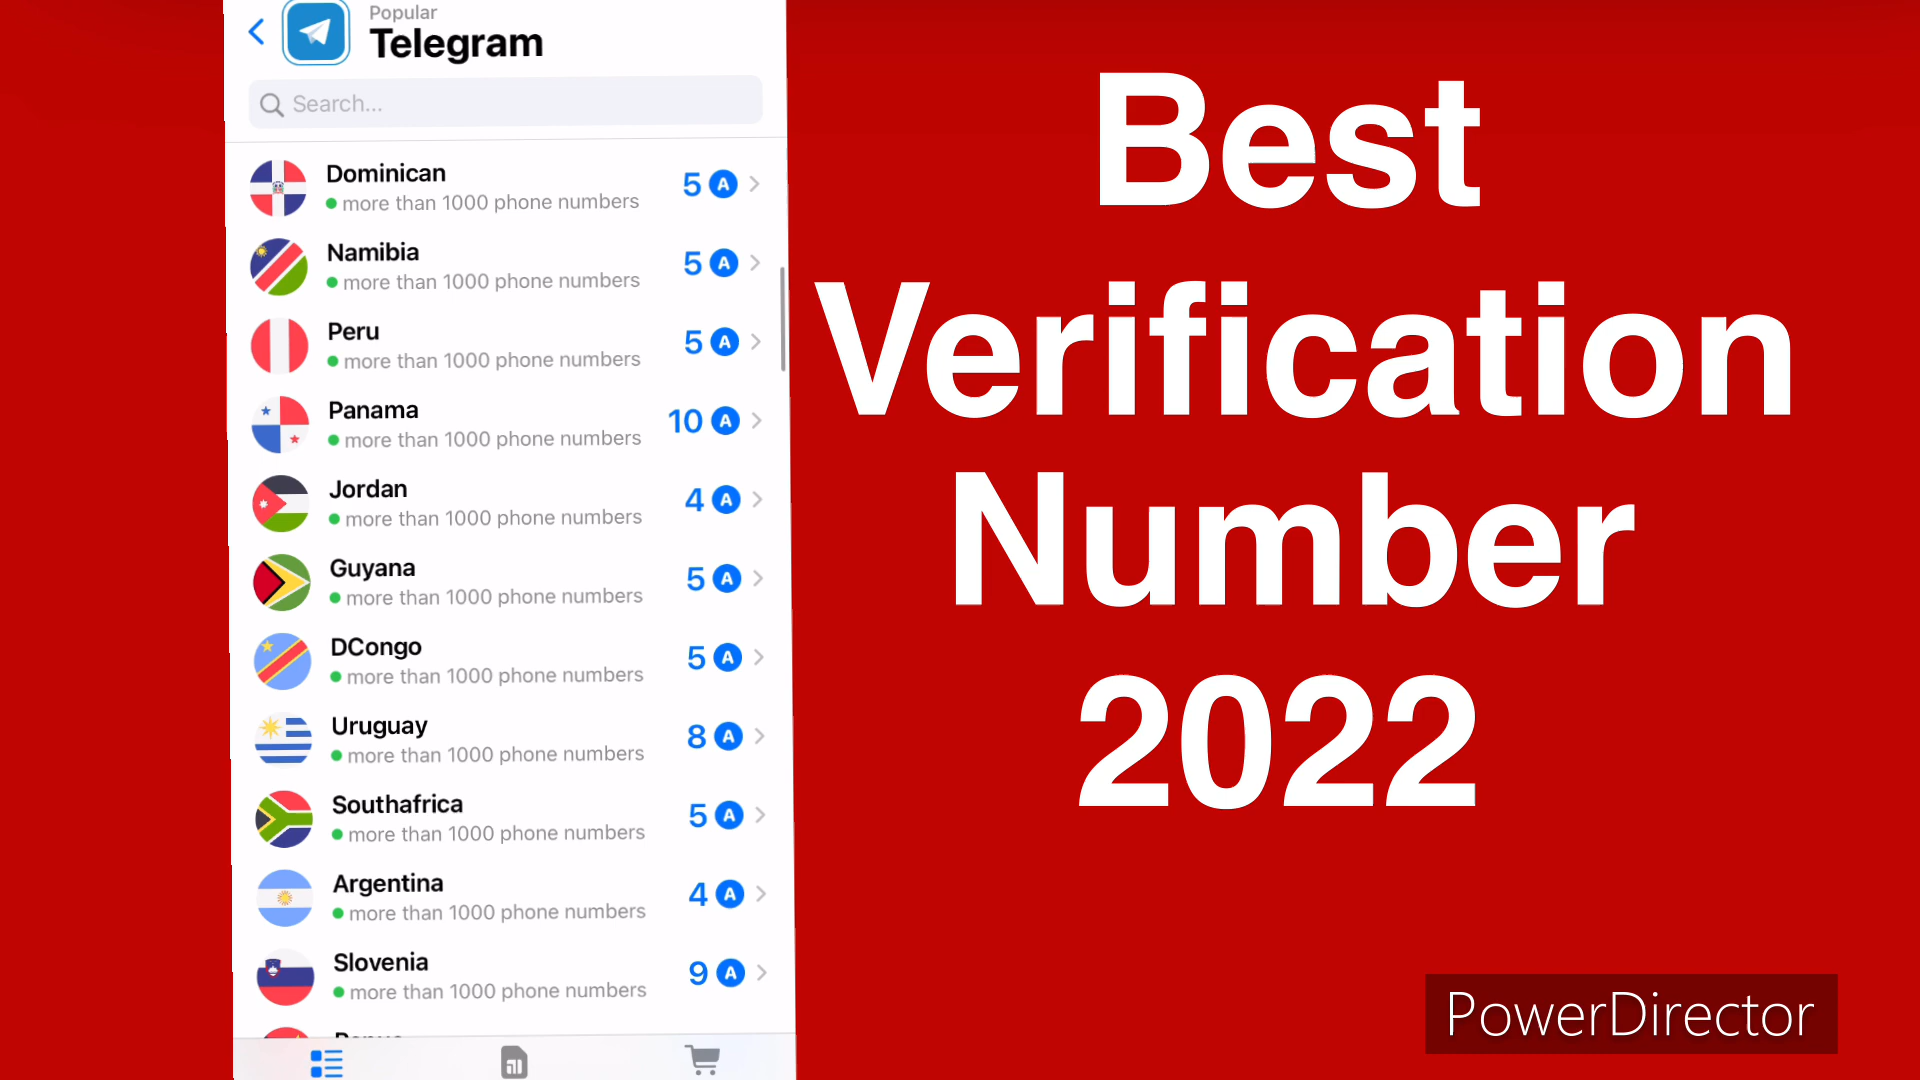 Popular
Telegram
Search...
Dominican
more than 1000 phone numbers
5 A
Namibia
more than 1000 phone numbers
5 A
Peru
more than 1000 phone numbers
5 A
Panama
more than 1000 phone numbers
10 A
Jordan
more than 1000 phone numbers
4 A
Guyana
more than 1000 phone numbers
5 A
DCongo
more than 1000 phone numbers
5 A
Uruguay
more than 1000 phone numbers
8 A
Southafrica
more than 1000 phone numbers
5 A
Argentina
more than 1000 phone numbers
4 A
Slovenia
more than 1000 phone numbers
9 A
Best
Verification
Number
2022
PowerDirector